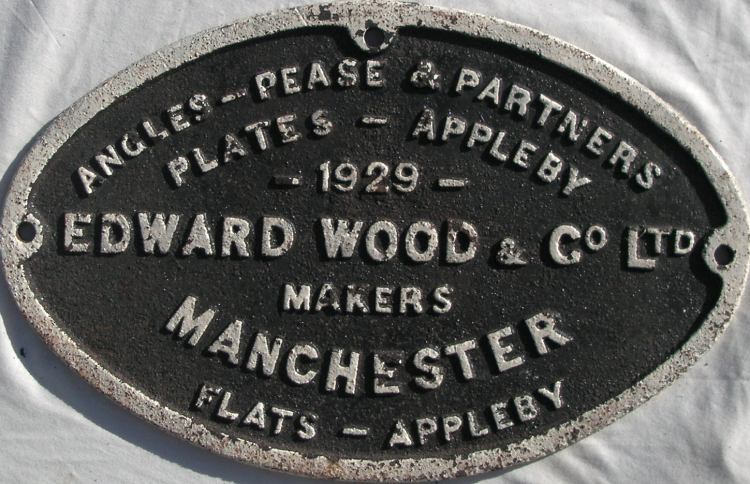 ANGLES - PEASE & PARTNERS
PLATES - APPLEBY
- 1929 -
EDWARD WOOD & Co LTD
MAKERS
MANCHESTER
FLATS - APPLEBY